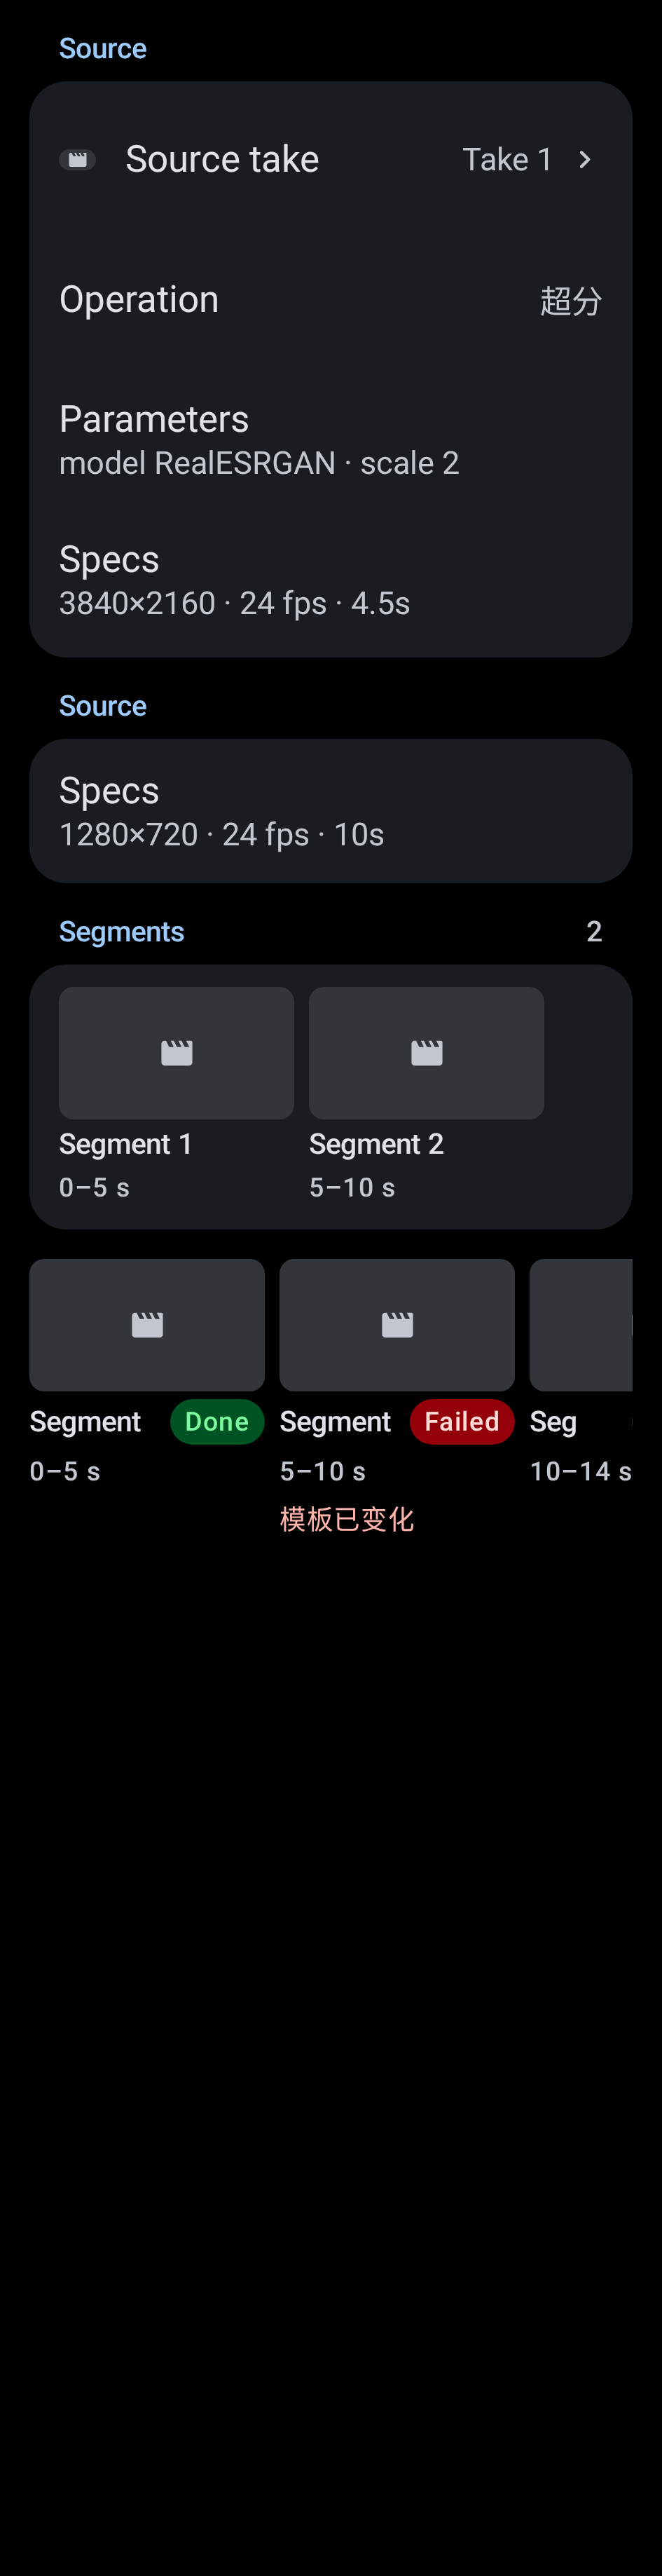 Source
Source take Take 1
Operation 超分
Parameters
model RealESRGAN · scale 2
Specs
3840×2160 · 24 fps · 4.5s
Source
Specs
1280×720 · 24 fps · 10s
Segments 2
Segment 1 Segment 2
0–5 s 5–10 s
Segment Done Segment Failed Seg
0–5 s 5–10 s 10–14 s
模板已变化